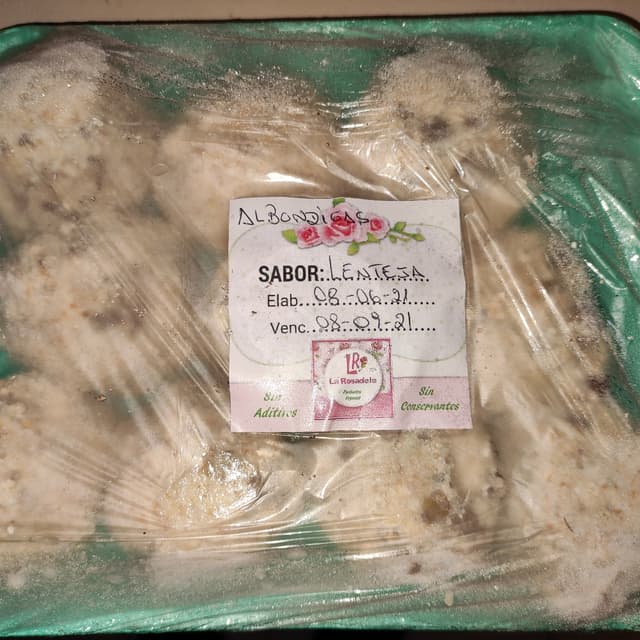 ALBONDIGAS
SABOR: LENTEJA
Elab...08-06-21.....
Venc..08-09-21....
LR
La Rosadela
Sin
Aditivos
Sin
Conservantes